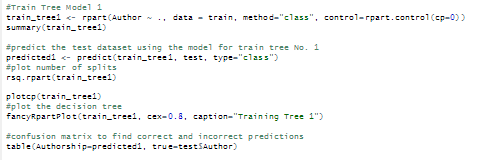 #Train Tree Model 1
train_tree1 <- rpart(Author ~ ., data = train, method="class", control=rpart.control(cp=0))
summary(train_tree1)
#predict the test dataset using the model for train tree No. 1
predicted1 <- predict(train_tree1, test, type="class")
#plot number of splits
rsq.rpart(train_tree1)
plotcp(train_tree1)
#plot the decision tree
fancyRpartPlot(train_tree1, cex=0.8, caption="Training Tree 1")
#confusion matrix to find correct and incorrect predictions
table(Authorship=predicted1, true=test$Author)